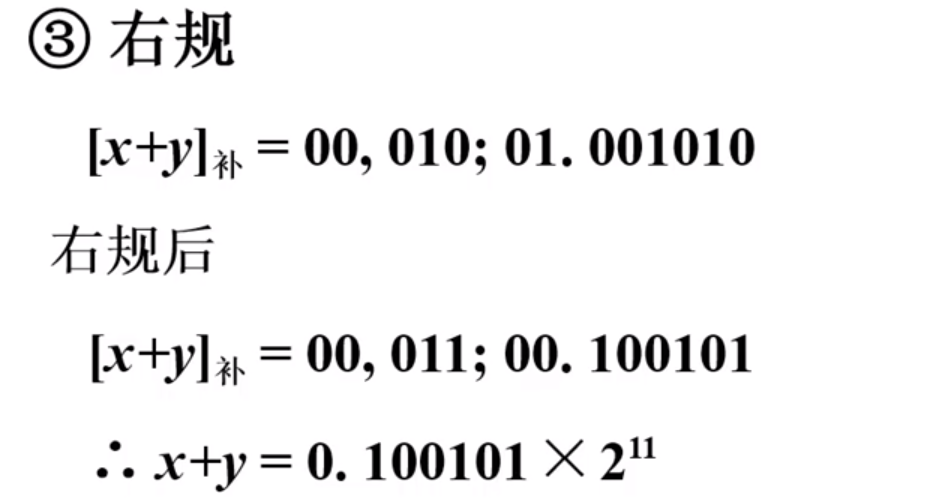 ③ 右规
[x+y]补 = 00, 010; 01. 001010
右规后
[x+y]补 = 00, 011; 00. 100101
∴ x+y = 0. 100101 × 2¹¹